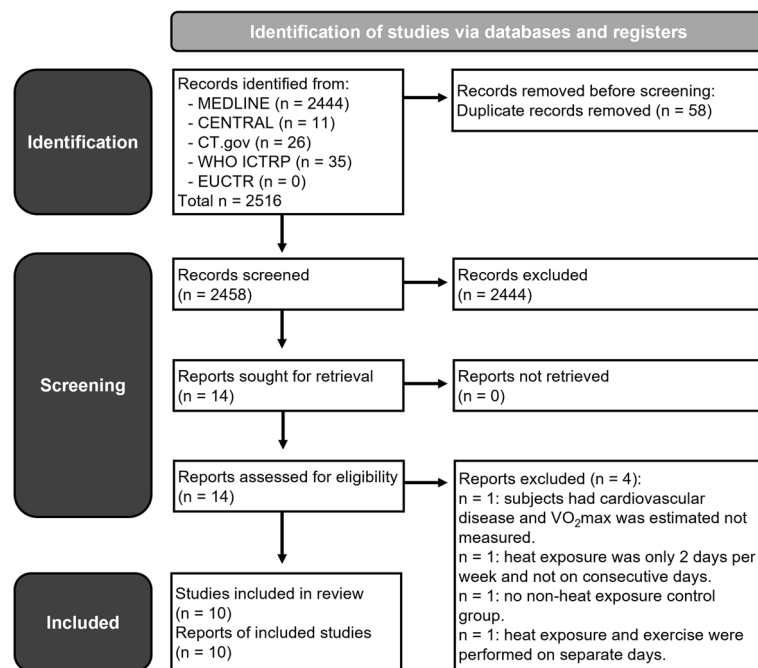 Identification of studies via databases and registers
Identification
Records identified from:
- MEDLINE (n = 2444)
- CENTRAL (n = 11)
- CT.gov (n = 26)
- WHO ICTRP (n = 35)
- EUCTR (n = 0)
Total n = 2516
Records removed before screening:
Duplicate records removed (n = 58)
Screening
Records screened
(n = 2458)
Records excluded
(n = 2444)
Reports sought for retrieval
(n = 14)
Reports not retrieved
(n = 0)
Reports assessed for eligibility
(n = 14)
Reports excluded (n = 4):
n = 1: subjects had cardiovascular
disease and VO₂max was estimated not
measured.
n = 1: heat exposure was only 2 days per
week and not on consecutive days.
n = 1: no non-heat exposure control
group.
n = 1: heat exposure and exercise were
performed on separate days.
Included
Studies included in review
(n = 10)
Reports of included studies
(n = 10)